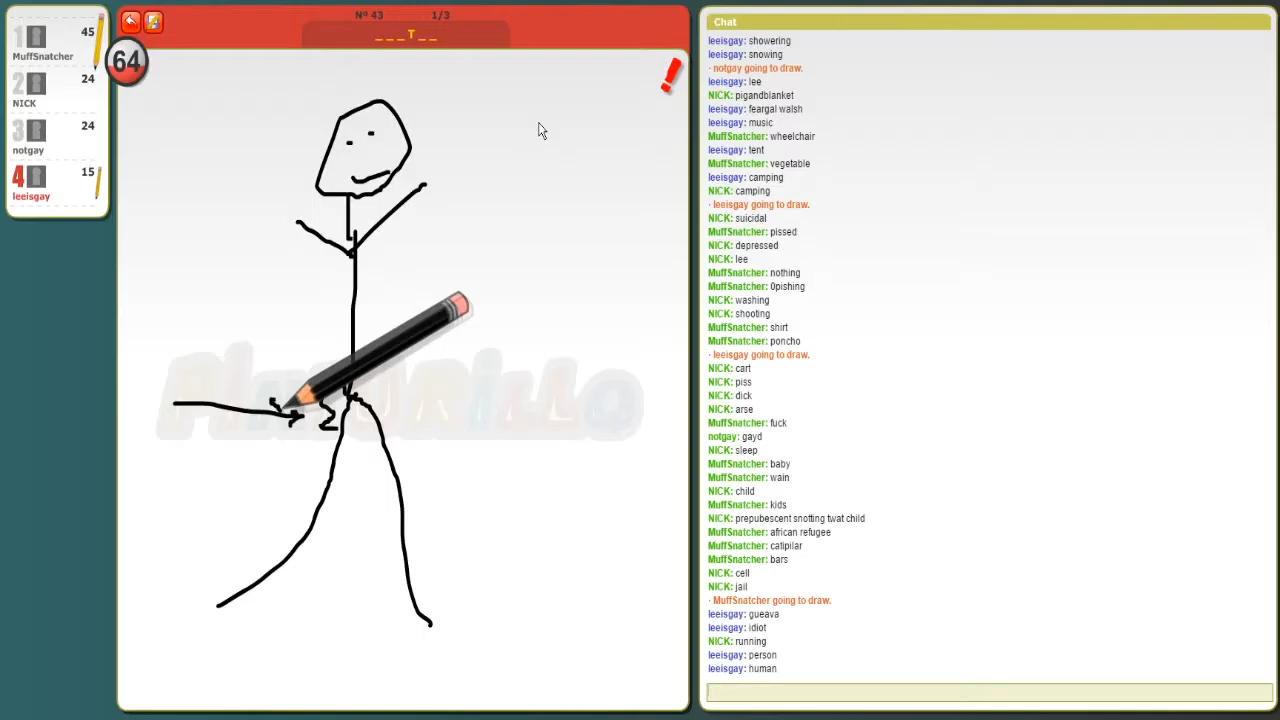 Nº 43 1/3
_ _ _ T _ _
1 45
MuffSnatcher
64
2 24
NICK
3 24
notgay
4 15
leeisgay
Chat
leeisgay: showering
leeisgay: snowing
· notgay going to draw.
leeisgay: lee
NICK: pigandblanket
leeisgay: feargal walsh
leeisgay: music
MuffSnatcher: wheelchair
leeisgay: tent
MuffSnatcher: vegetable
leeisgay: camping
NICK: camping
· leeisgay going to draw.
NICK: suicidal
MuffSnatcher: pissed
NICK: depressed
NICK: lee
MuffSnatcher: nothing
MuffSnatcher: 0pishing
NICK: washing
NICK: shooting
MuffSnatcher: shirt
MuffSnatcher: poncho
· leeisgay going to draw.
NICK: cart
NICK: piss
NICK: dick
NICK: arse
MuffSnatcher: fuck
notgay: gayd
NICK: sleep
MuffSnatcher: baby
MuffSnatcher: wain
NICK: child
MuffSnatcher: kids
NICK: prepubescent snotting twat child
MuffSnatcher: african refugee
MuffSnatcher: catipilar
MuffSnatcher: bars
NICK: cell
NICK: jail
· MuffSnatcher going to draw.
leeisgay: gueava
leeisgay: idiot
NICK: running
leeisgay: person
leeisgay: human